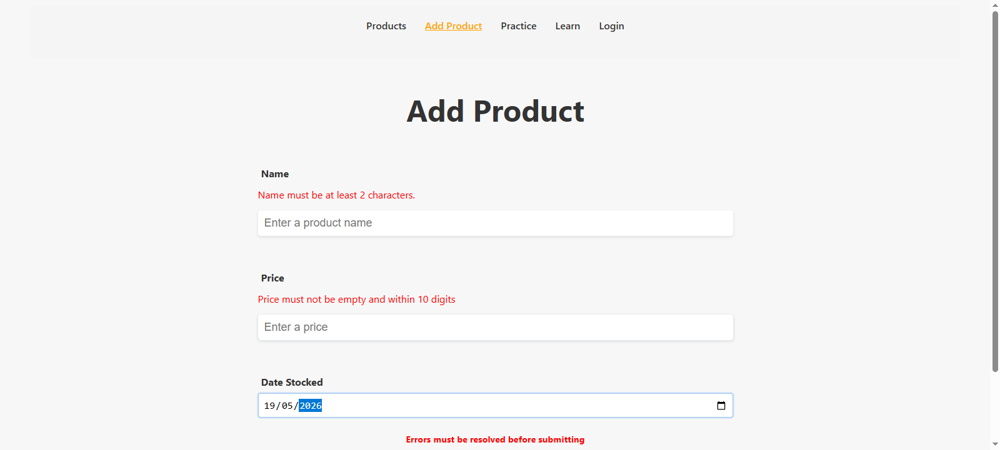 Products Add Product Practice Learn Login
Add Product
Name
Name must be at least 2 characters.
Enter a product name
Price
Price must not be empty and within 10 digits
Enter a price
Date Stocked
19/05/2026
Errors must be resolved before submitting